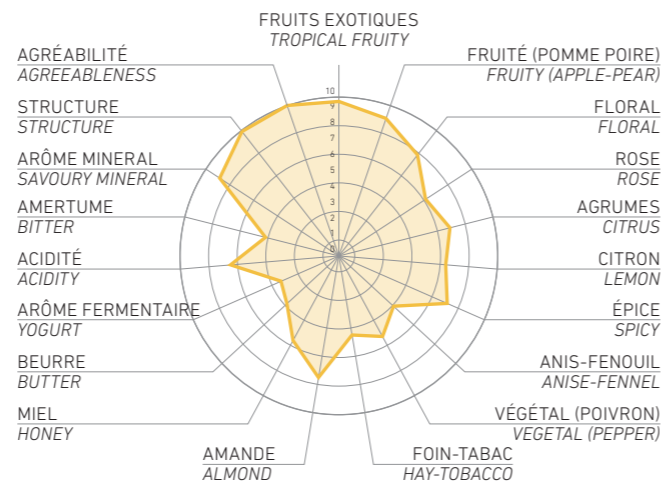 FRUITS EXOTIQUES
TROPICAL FRUITY
FRUITÉ (POMME POIRE)
FRUITY (APPLE-PEAR)
FLORAL
FLORAL
ROSE
ROSE
AGRUMES
CITRUS
CITRON
LEMON
ÉPICE
SPICY
ANIS-FENOUIL
ANISE-FENNEL
VÉGÉTAL (POIVRON)
VEGETAL (PEPPER)
FOIN-TABAC
HAY-TOBACCO
AMANDE
ALMOND
MIEL
HONEY
BEURRE
BUTTER
ARÔME FERMENTAIRE
YOGURT
ACIDITÉ
ACIDITY
AMERTUME
BITTER
ARÔME MINERAL
SAVOURY MINERAL
STRUCTURE
STRUCTURE
AGRÉABILITÉ
AGREEABLENESS
10
9
8
7
6
5
4
3
2
1
0